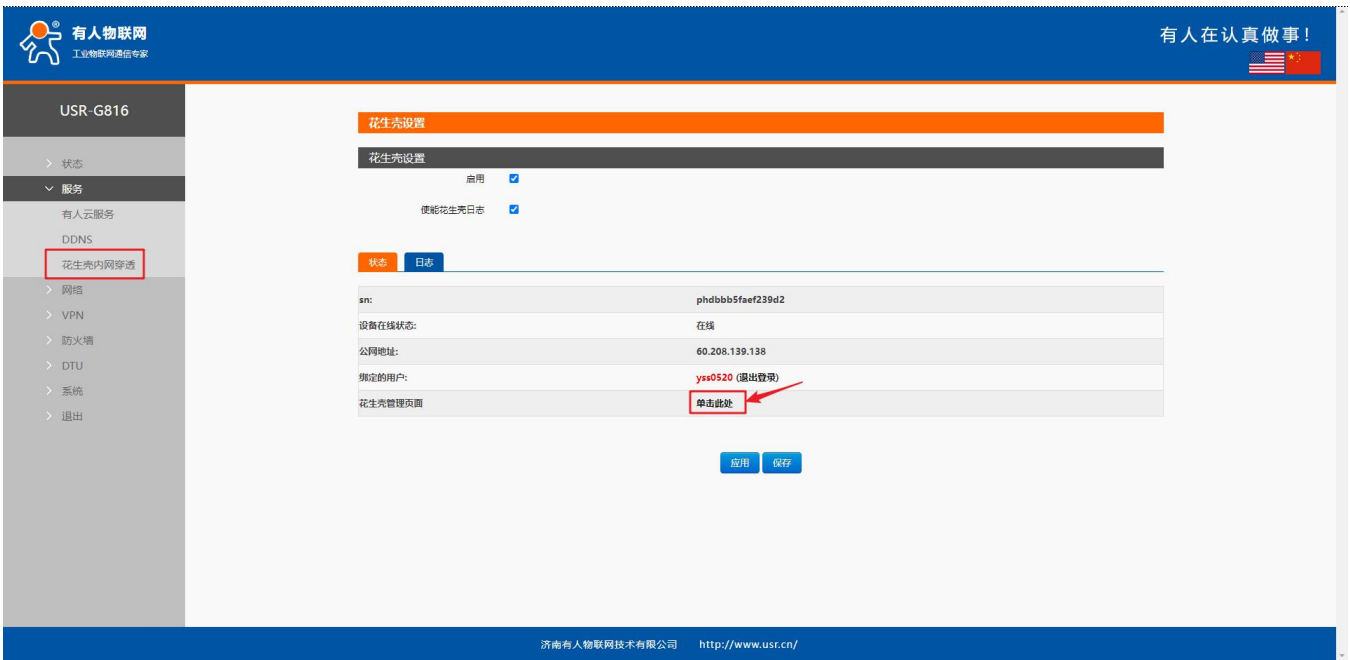 有人物联网
工业物联网通信专家
有人在认真做事！
USR-G816
状态
服务
有人云服务
DDNS
花生壳内网穿透
网络
VPN
防火墙
DTU
系统
退出
花生壳设置
花生壳设置
启用
使能花生壳日志
状态 日志
sn: phdbbb5faef239d2
设备在线状态: 在线
公网地址: 60.208.139.138
绑定的用户: yss0520 (退出登录)
花生壳管理页面 单击此处
应用 保存
济南有人物联网技术有限公司 http://www.usr.cn/